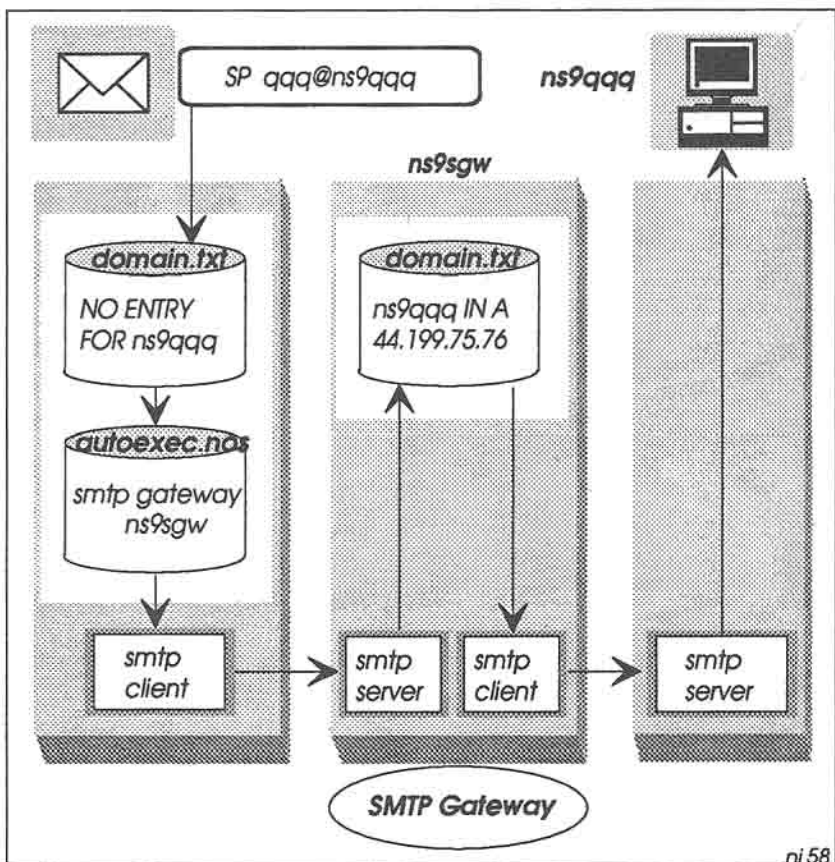 SP qqq@ns9qqq
ns9qqq
ns9sgw
domain.txt
NO ENTRY
FOR ns9qqq
autoexec.nos
smtp gateway
ns9sgw
smtp
client
domain.txt
ns9qqq IN A
44.199.75.76
smtp
server
smtp
client
smtp
server
SMTP Gateway
ni 58